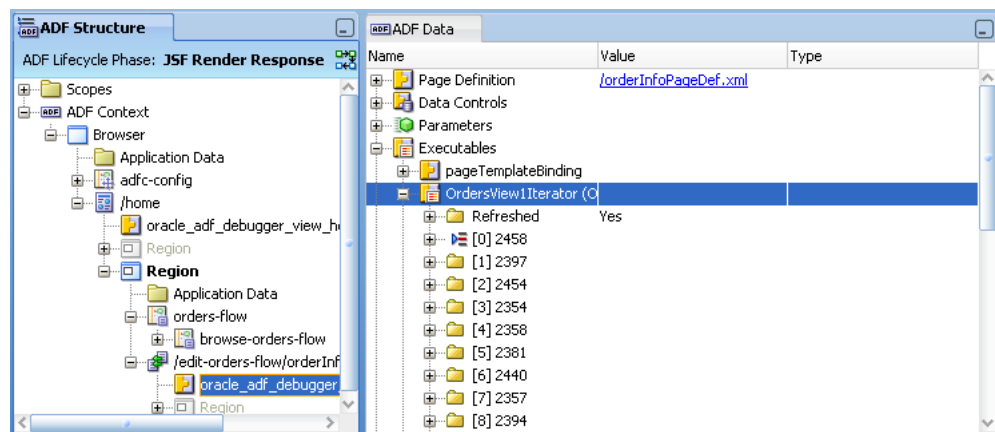 ADF Structure
ADF Lifecycle Phase: JSF Render Response
Scopes
ADF ADF Context
Browser
Application Data
adfc-config
/home
oracle_adf_debugger_view_h
Region
Region
Application Data
orders-flow
browse-orders-flow
/edit-orders-flow/orderInf
oracle_adf_debugger_
Region
ADF ADF Data
Name Value Type
Page Definition /orderInfoPageDef.xml
Data Controls
Parameters
Executables
pageTemplateBinding
OrdersView1Iterator (O
Refreshed Yes
[0] 2458
[1] 2397
[2] 2454
[3] 2354
[4] 2358
[5] 2381
[6] 2440
[7] 2357
[8] 2394